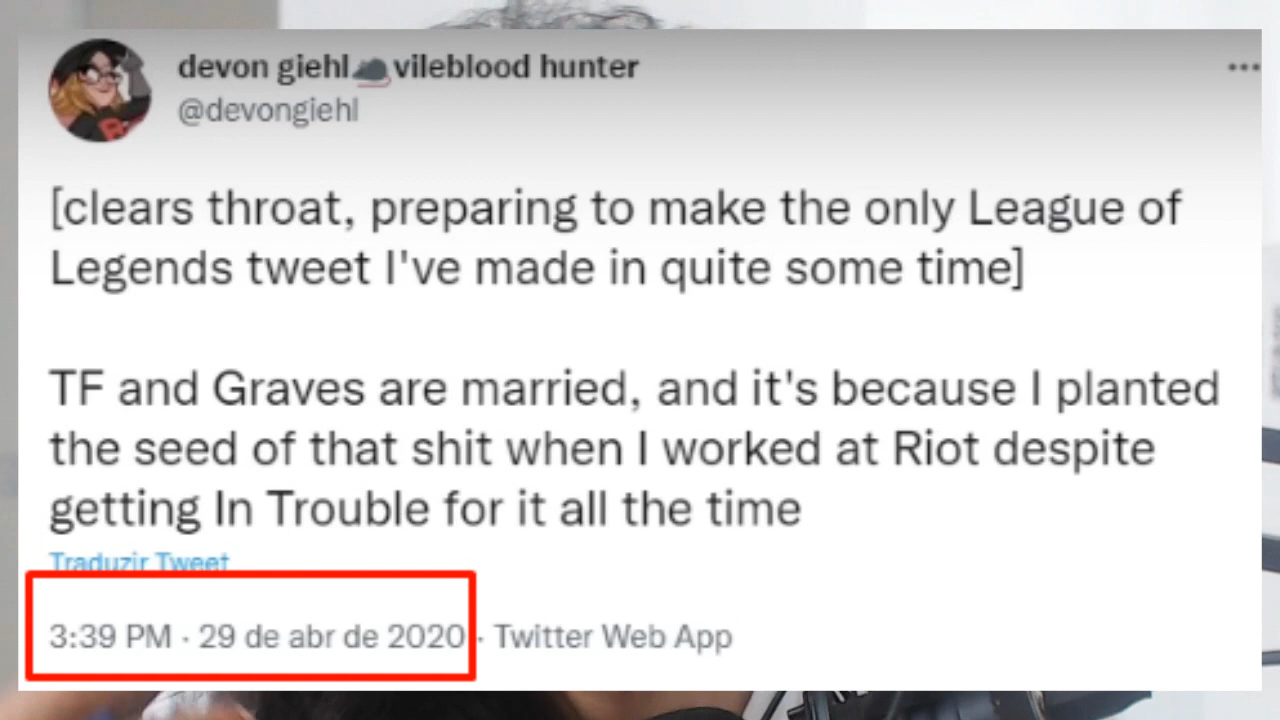 devon giehl vileblood hunter
@devongiehl
[clears throat, preparing to make the only League of
Legends tweet I've made in quite some time]
TF and Graves are married, and it's because I planted
the seed of that shit when I worked at Riot despite
getting In Trouble for it all the time
Traduzir Tweet
3:39 PM · 29 de abr de 2020 · Twitter Web App